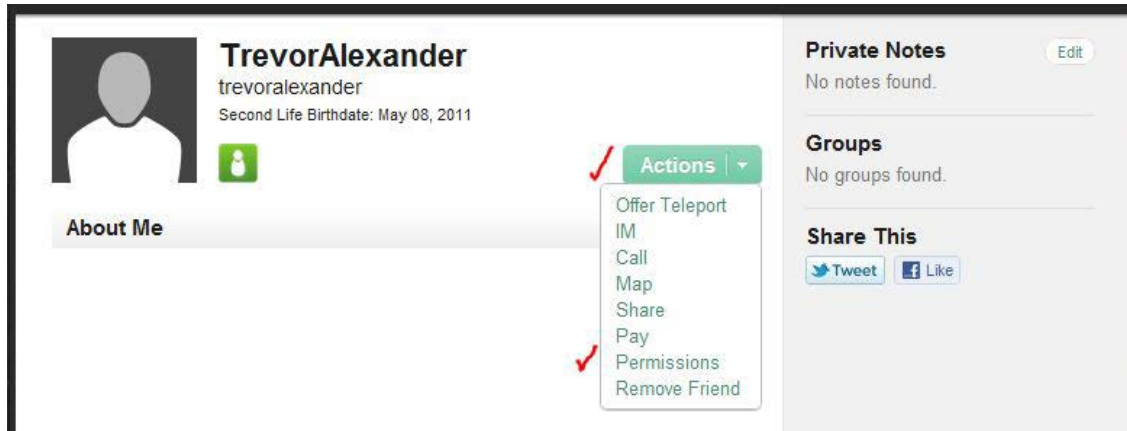 TrevorAlexander
trevoralexander
Second Life Birthdate: May 08, 2011
Actions
Offer Teleport
IM
Call
Map
Share
Pay
Permissions
Remove Friend
About Me
Private Notes
Edit
No notes found.
Groups
No groups found.
Share This
Tweet
Like